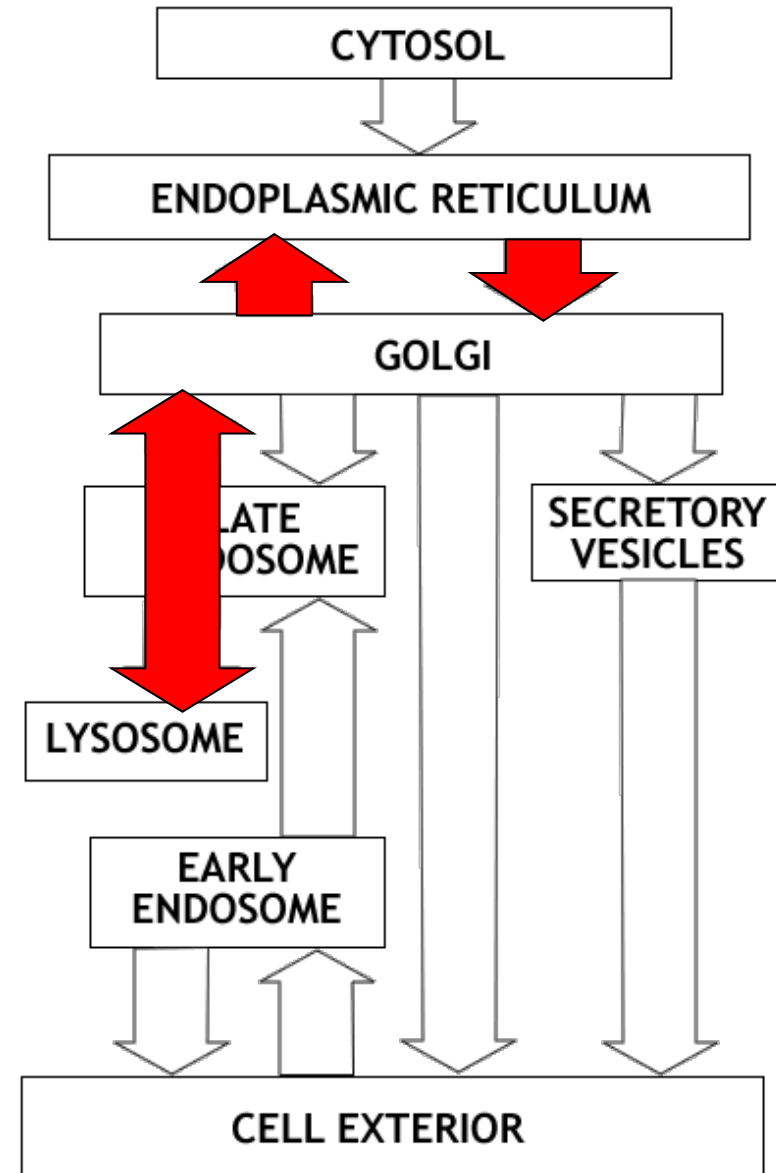 CYTOSOL
ENDOPLASMIC RETICULUM
GOLGI
LATE
SECRETORY
VESICLES
LYSOSOME
EARLY
ENDOSOME
CELL EXTERIOR